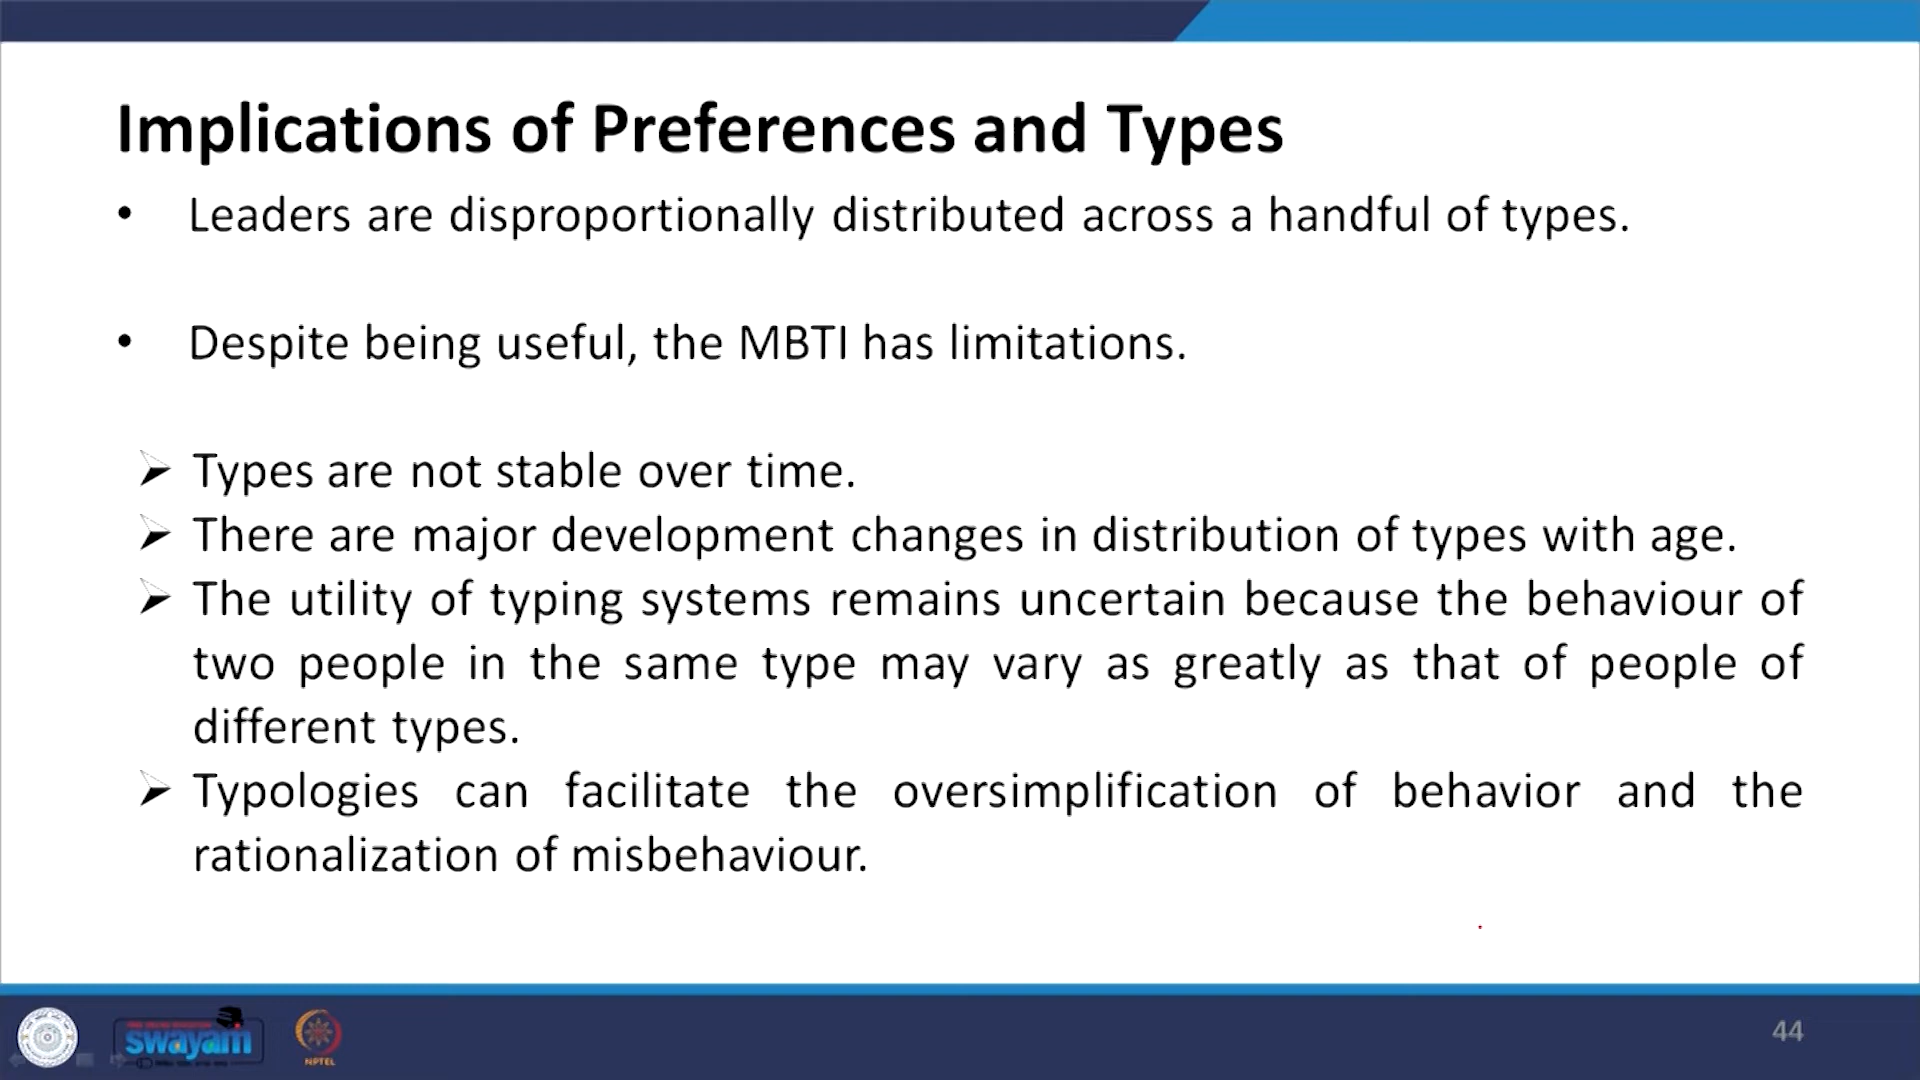 Implications of Preferences and Types
• Leaders are disproportionally distributed across a handful of types.
• Despite being useful, the MBTI has limitations.
➢ Types are not stable over time.
➢ There are major development changes in distribution of types with age.
➢ The utility of typing systems remains uncertain because the behaviour of
two people in the same type may vary as greatly as that of people of
different types.
➢ Typologies can facilitate the oversimplification of behavior and the
rationalization of misbehaviour.
swayam
NPTEL
44